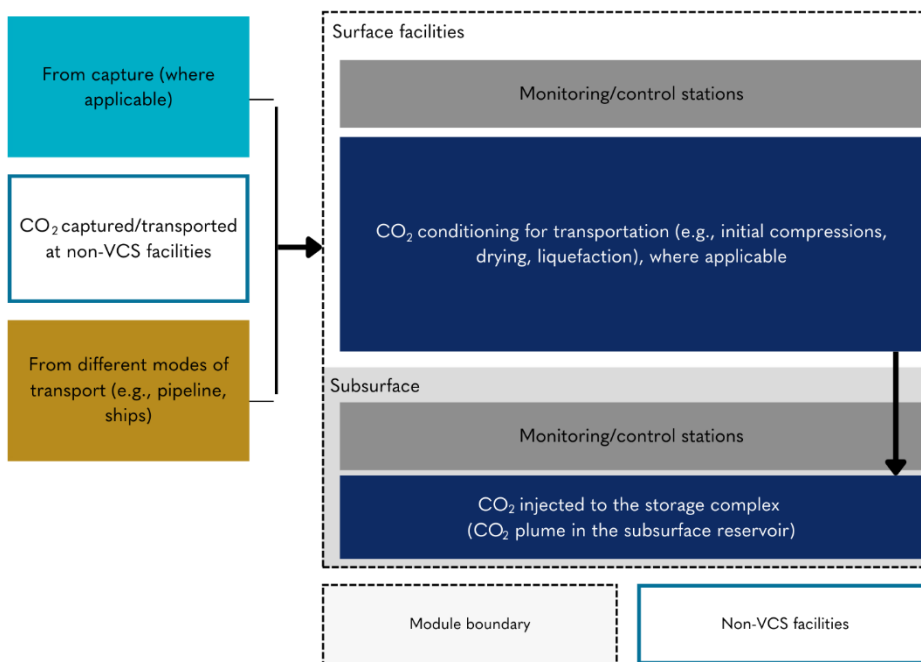 From capture (where
applicable)
CO₂ captured/transported
at non-VCS facilities
From different modes of
transport (e.g., pipeline,
ships)
Surface facilities
Monitoring/control stations
CO₂ conditioning for transportation (e.g., initial compressions,
drying, liquefaction), where applicable
Subsurface
Monitoring/control stations
CO₂ injected to the storage complex
(CO₂ plume in the subsurface reservoir)
Module boundary
Non-VCS facilities